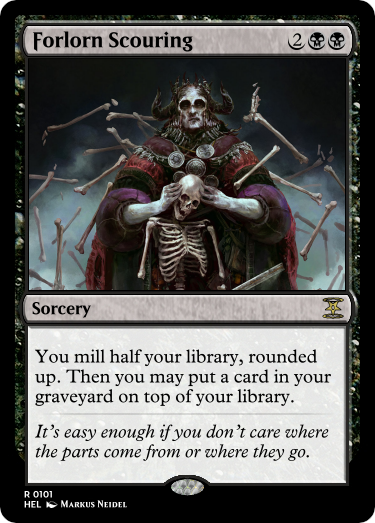 Forlorn Scouring 2
Sorcery
You mill half your library, rounded
up. Then you may put a card in your
graveyard on top of your library.
It's easy enough if you don't care where
the parts come from or where they go.
R 0101
HEL Markus Neidel